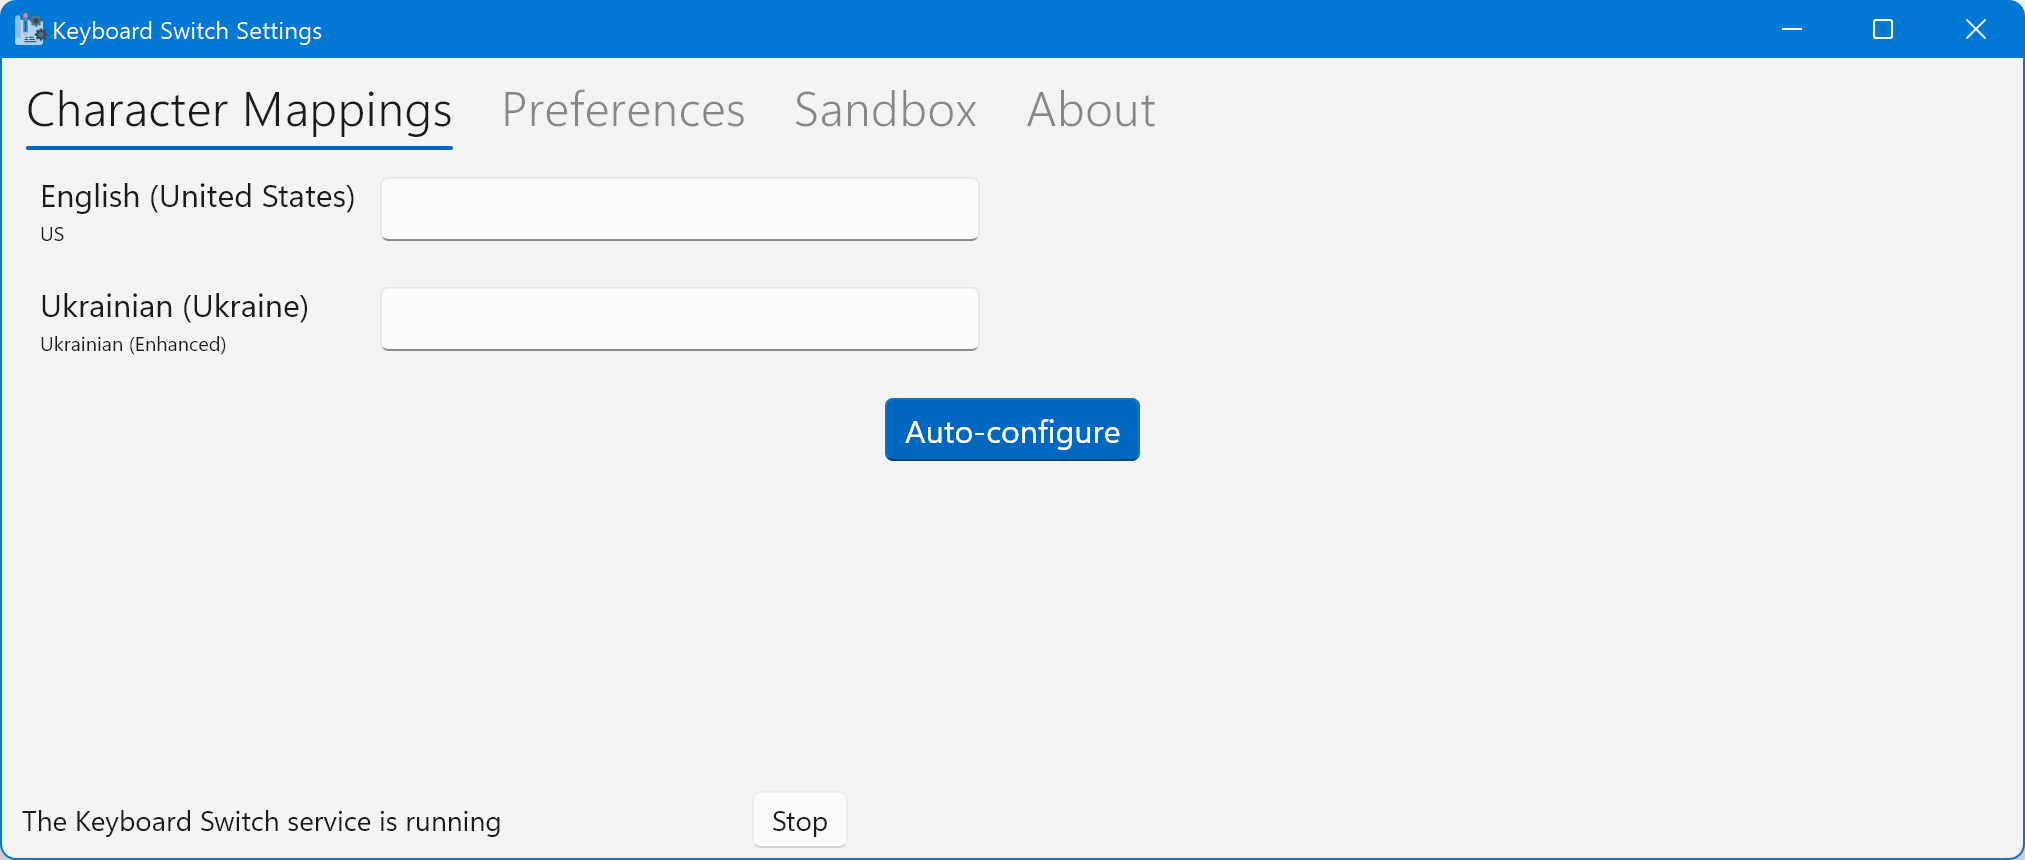 Keyboard Switch Settings
Character Mappings Preferences Sandbox About
English (United States)
US
Ukrainian (Ukraine)
Ukrainian (Enhanced)
Auto-configure
The Keyboard Switch service is running Stop